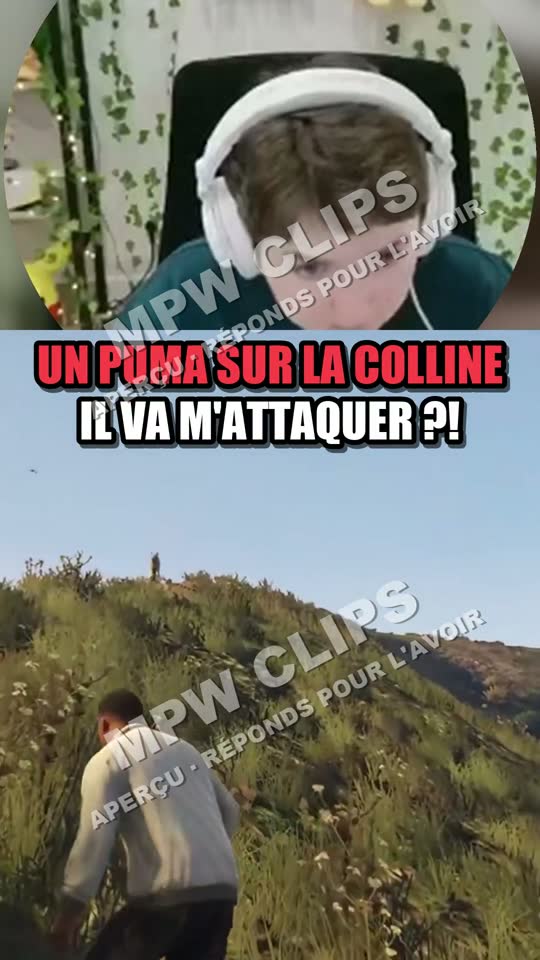 MPW CLIPS
APERÇU · RÉPONDS POUR L'AVOIR
UN PUMA SUR LA COLLINE
IL VA M'ATTAQUER ?!
MPW CLIPS
APERÇU · RÉPONDS POUR L'AVOIR